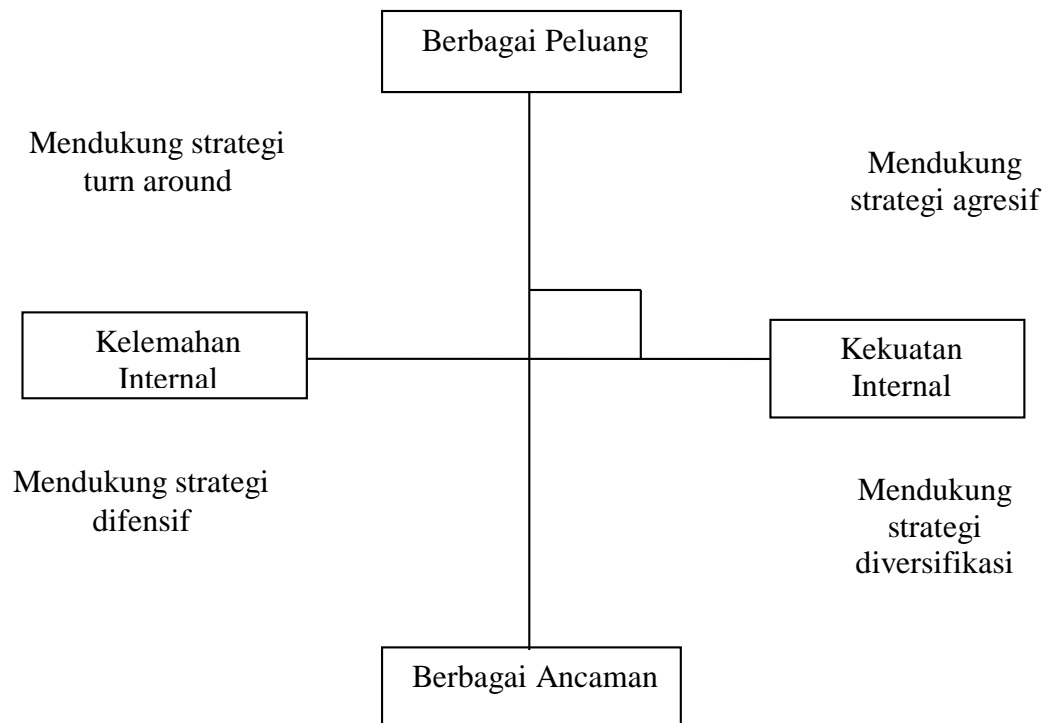 Berbagai Peluang
Mendukung strategi
turn around
Mendukung
strategi agresif
Kelemahan
Internal
Kekuatan
Internal
Mendukung strategi
difensif
Mendukung
strategi
diversifikasi
Berbagai Ancaman